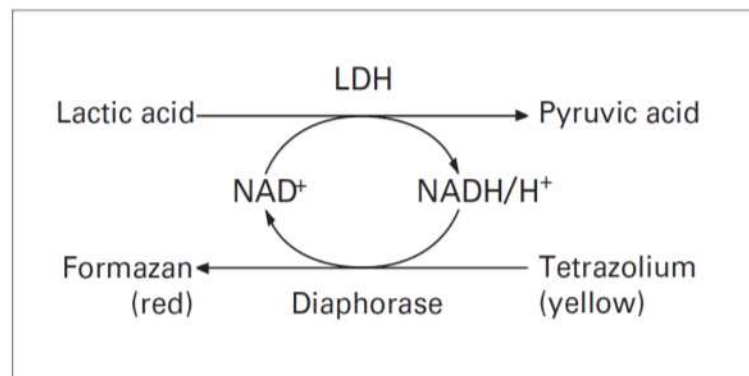 LDH
Lactic acid
Pyruvic acid
NAD+
NADH/H+
Formazan
(red)
Diaphorase
Tetrazolium
(yellow)